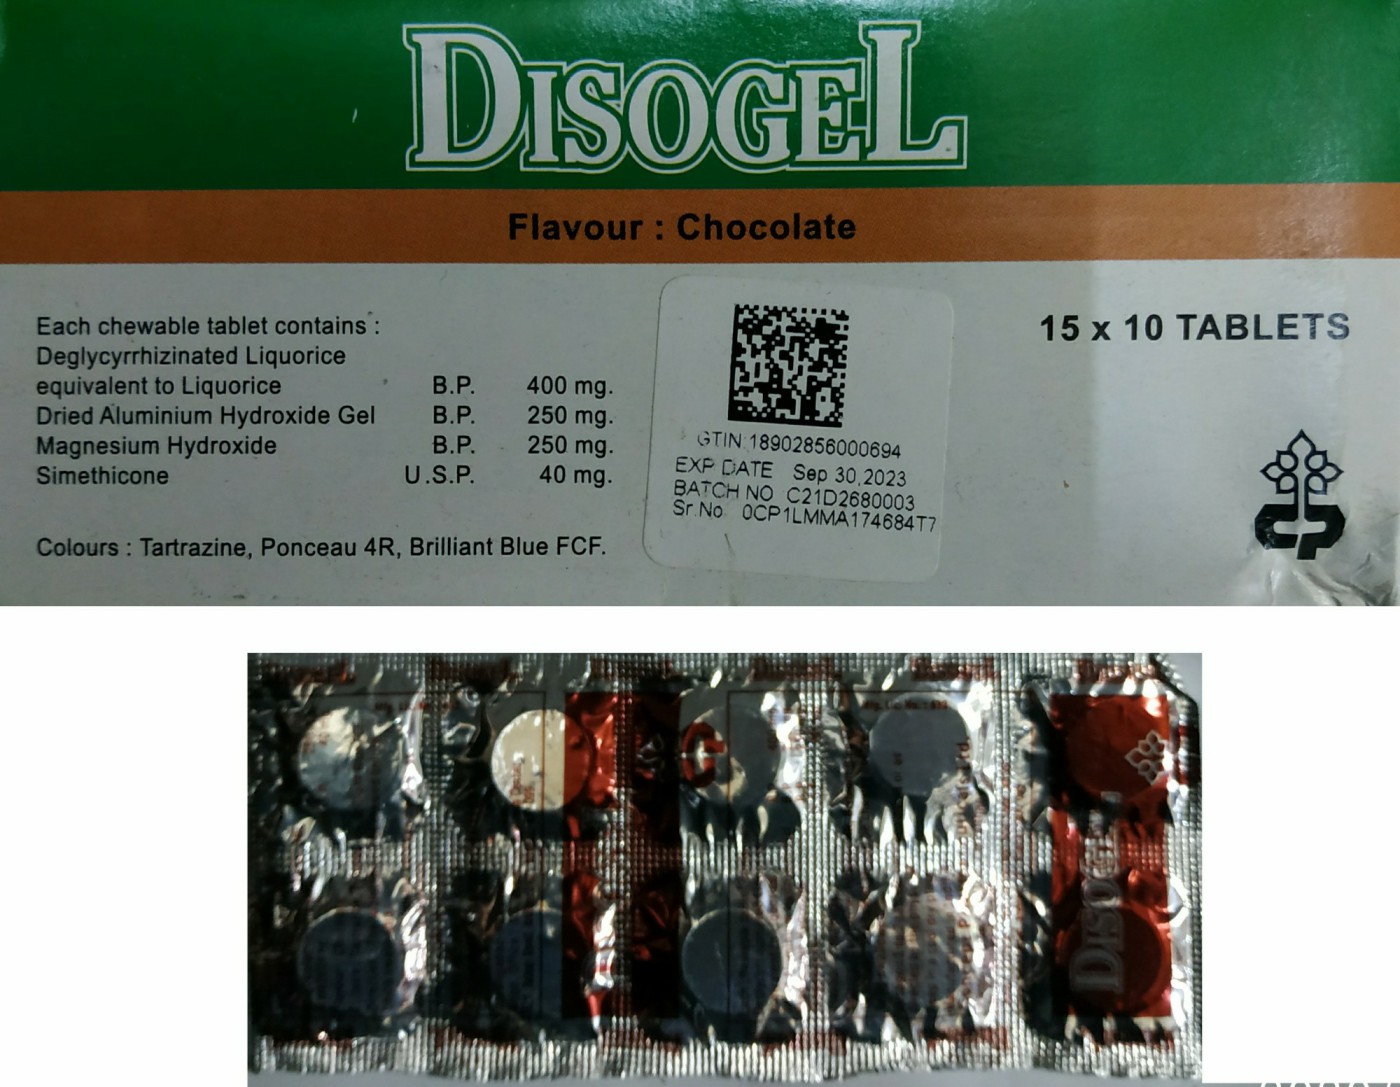 DISOGEL
Flavour : Chocolate
Each chewable tablet contains :
Deglycyrrhizinated Liquorice
equivalent to Liquorice B.P. 400 mg.
Dried Aluminium Hydroxide Gel B.P. 250 mg.
Magnesium Hydroxide B.P. 250 mg.
Simethicone U.S.P. 40 mg.
Colours : Tartrazine, Ponceau 4R, Brilliant Blue FCF.
GTIN:18902856000694
EXP DATE Sep 30,2023
BATCH NO C21D2680003
Sr.No 0CP1LMMA174684T7
15 x 10 TABLETS
cp
DISOGEL